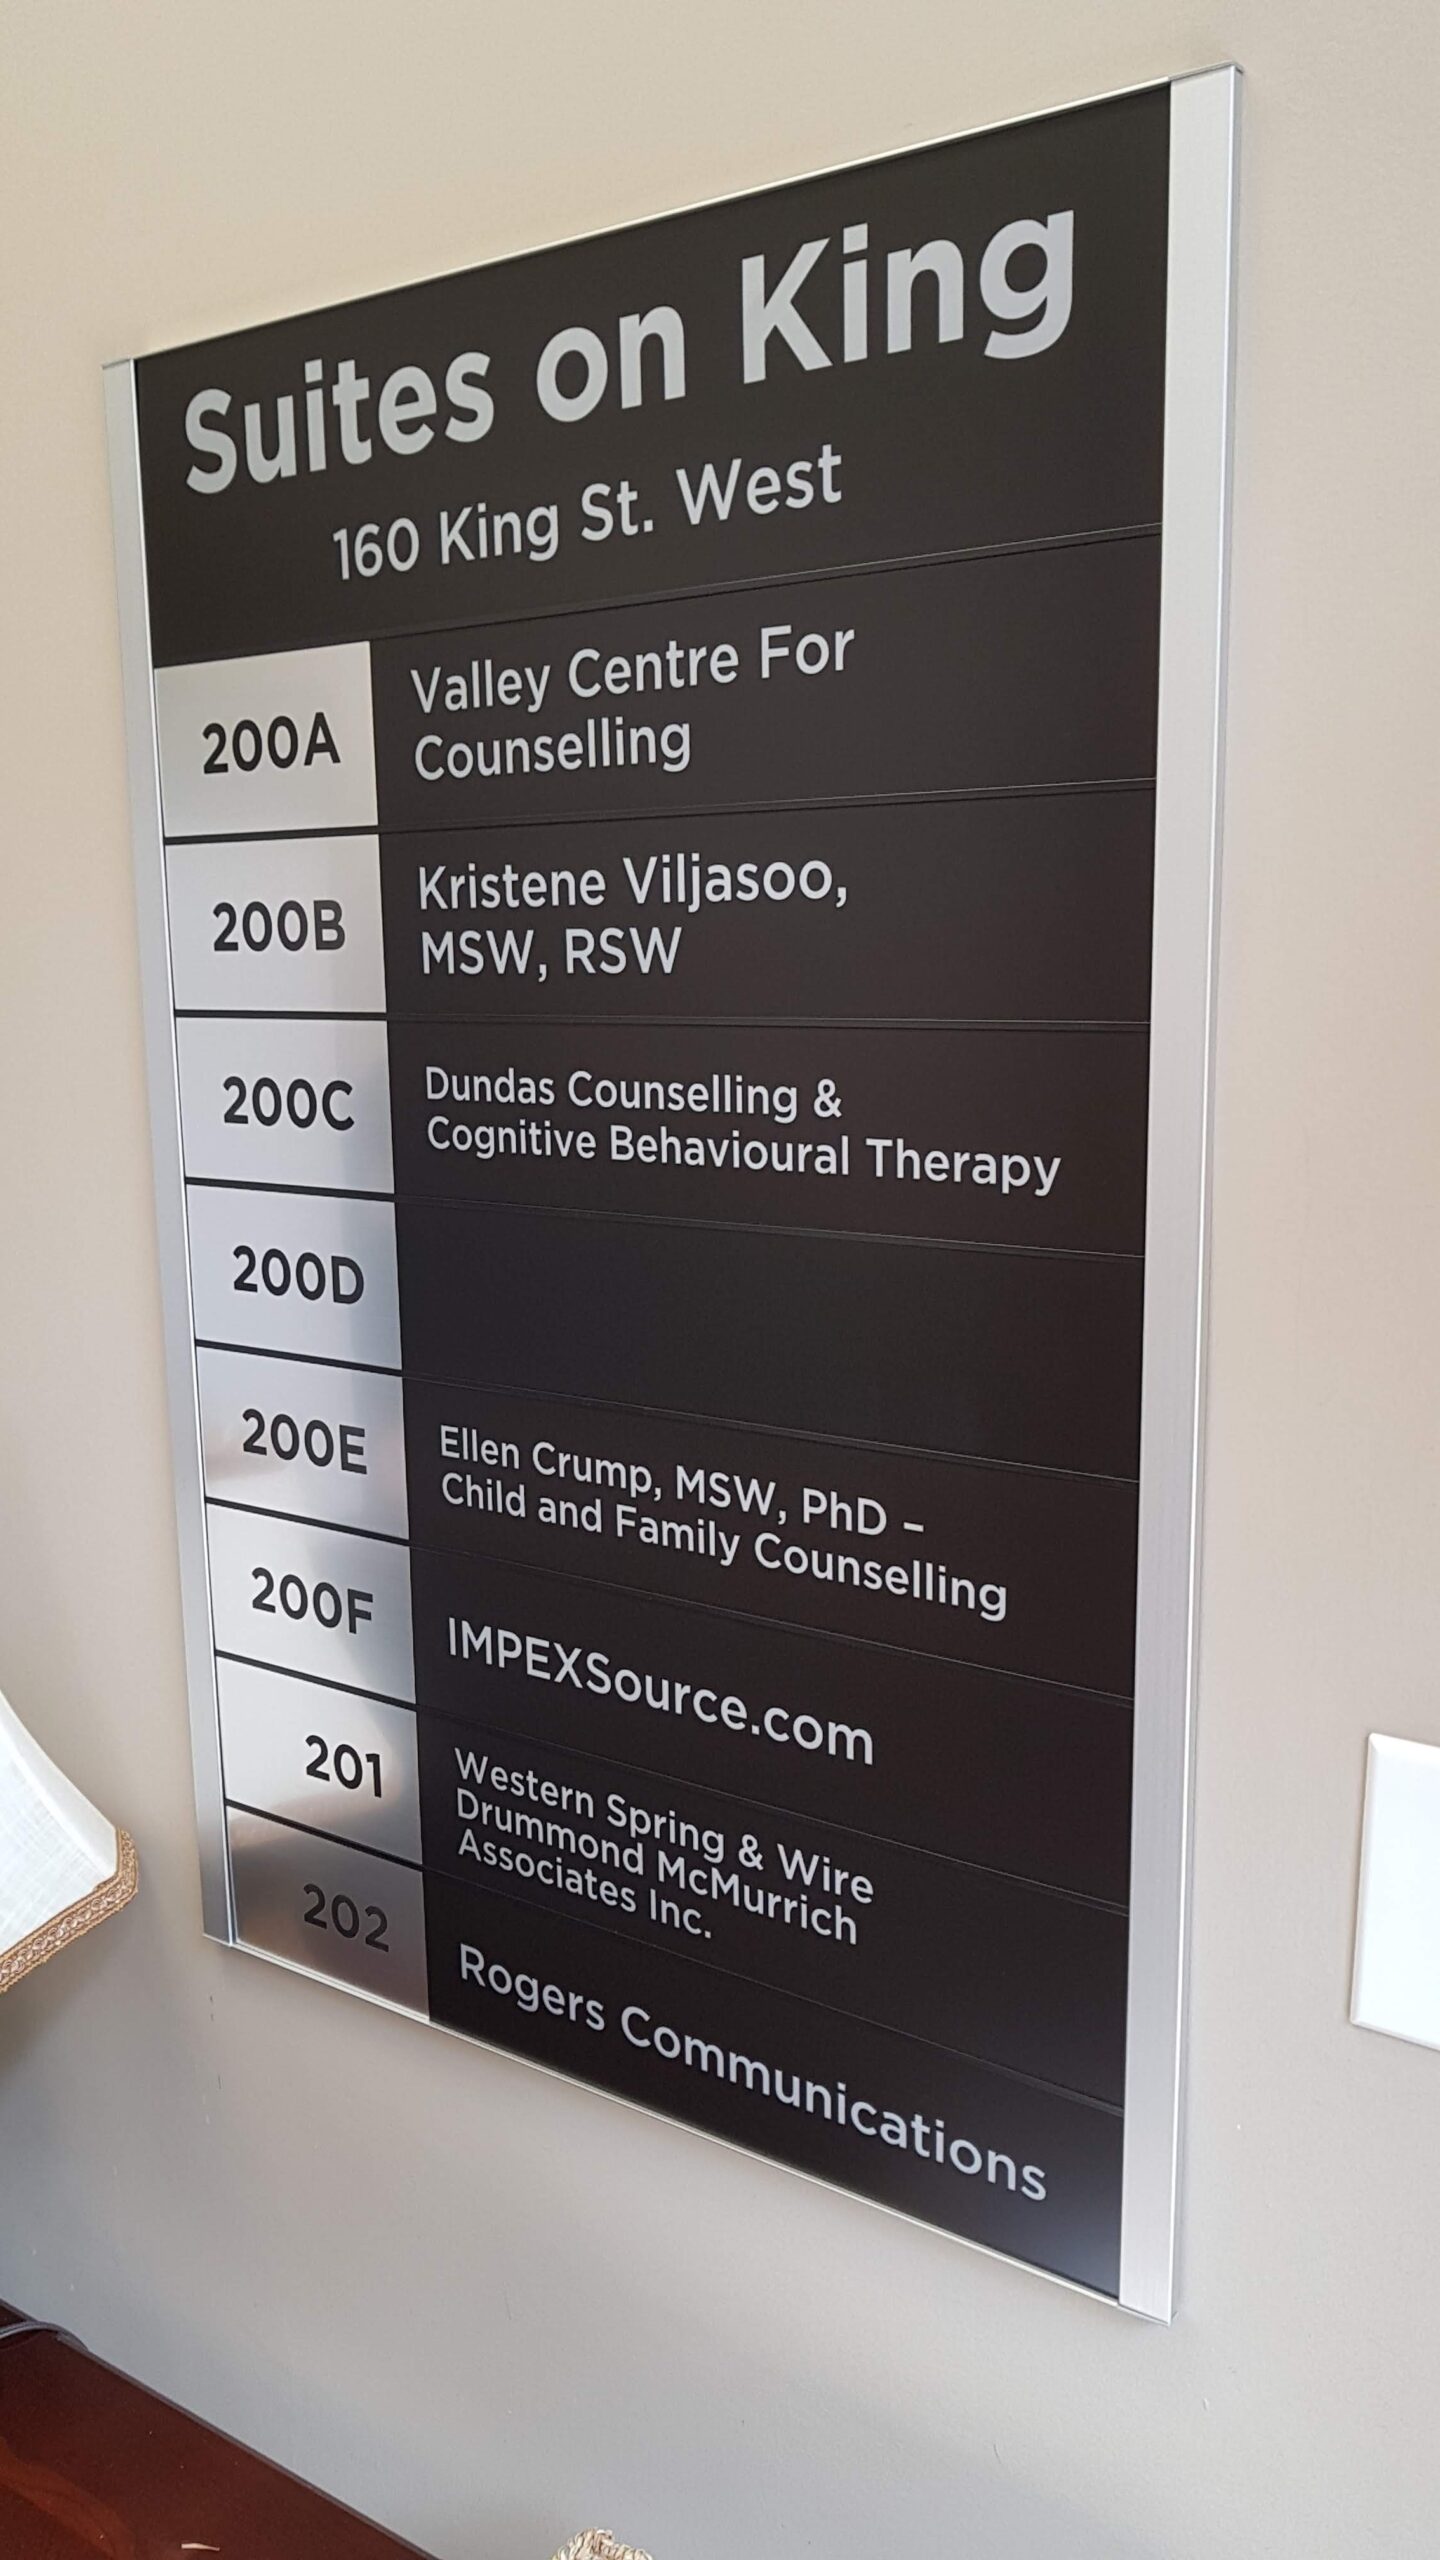 Suites on King
160 King St. West
200A
Valley Centre For
Counselling
200B
Kristene Viljasoo,
MSW, RSW
200C
Dundas Counselling &
Cognitive Behavioural Therapy
200D
200E
Ellen Crump, MSW, PhD –
Child and Family Counselling
200F
IMPEXSource.com
201
Western Spring & Wire
Drummond McMurrich
Associates Inc.
202
Rogers Communications